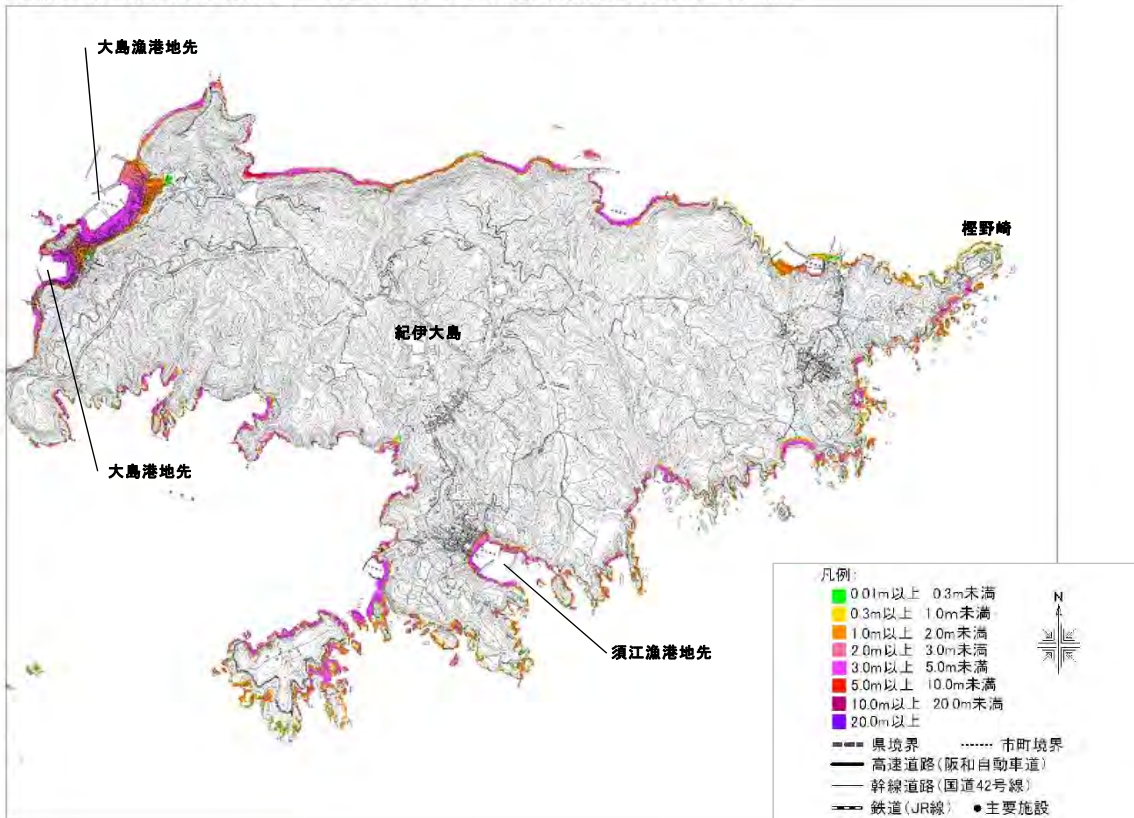 大島漁港地先
樫野崎
紀伊大島
大島港地先
須江漁港地先
凡例:
0.01m以上 0.3m未満
0.3m以上 1.0m未満
1.0m以上 2.0m未満
2.0m以上 3.0m未満
3.0m以上 5.0m未満
5.0m以上 10.0m未満
10.0m以上 20.0m未満
20.0m以上
N
県境界 市町境界
高速道路(阪和自動車道)
幹線道路(国道42号線)
鉄道(JR線) ●主要施設